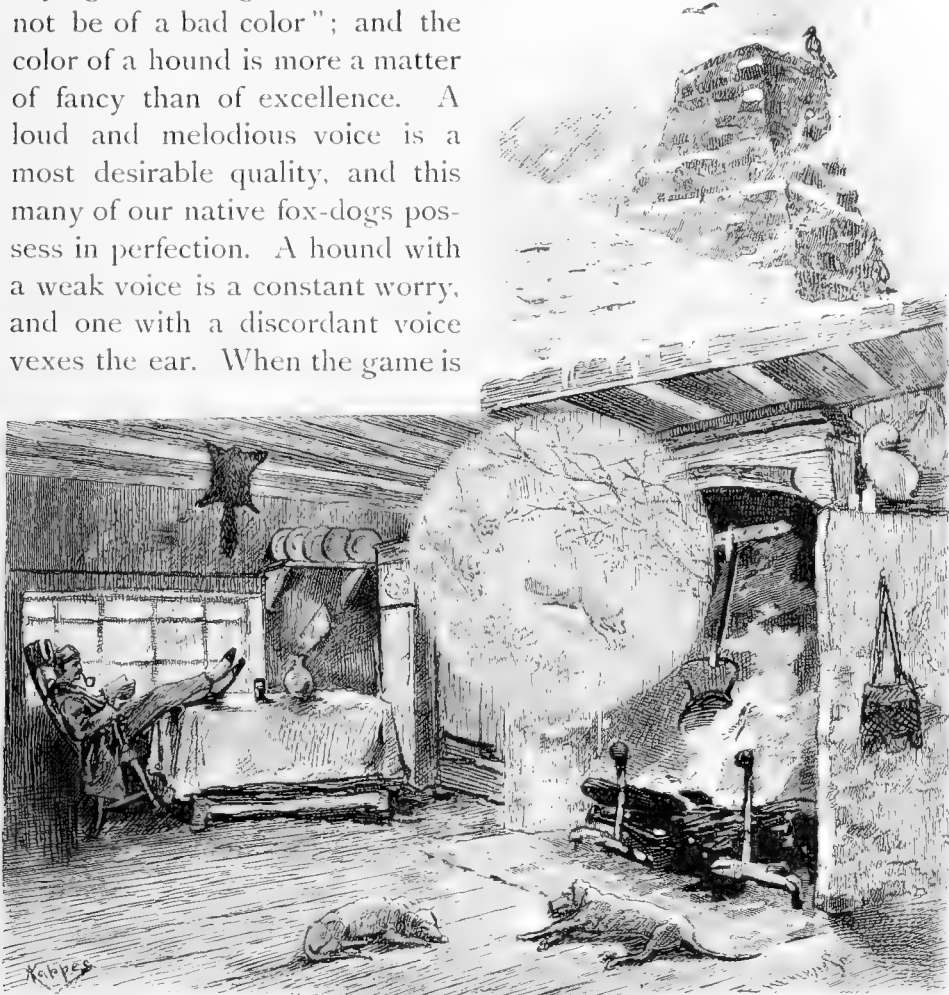 not be of a bad color"; and the
color of a hound is more a matter
of fancy than of excellence. A
loud and melodious voice is a
most desirable quality, and this
many of our native fox-dogs pos-
sess in perfection. A hound with
a weak voice is a constant worry,
and one with a discordant voice
vexes the ear. When the game is
Kappes